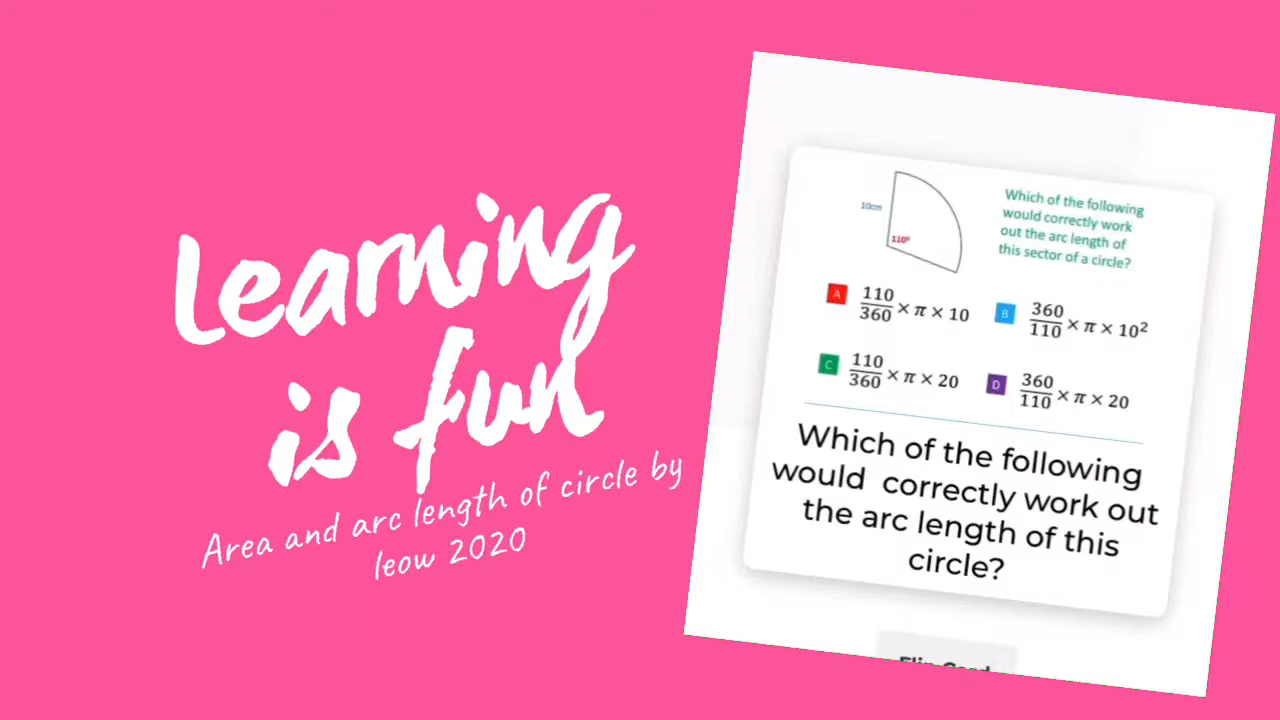 Learning
is fun
Area and arc length of circle by
leow 2020
10cm
110⁰
Which of the following
would correctly work
out the arc length of
this sector of a circle?
A 110/360 × π × 10
B 360/110 × π × 10²
C 110/360 × π × 20
D 360/110 × π × 20
Which of the following
would correctly work out
the arc length of this
circle?